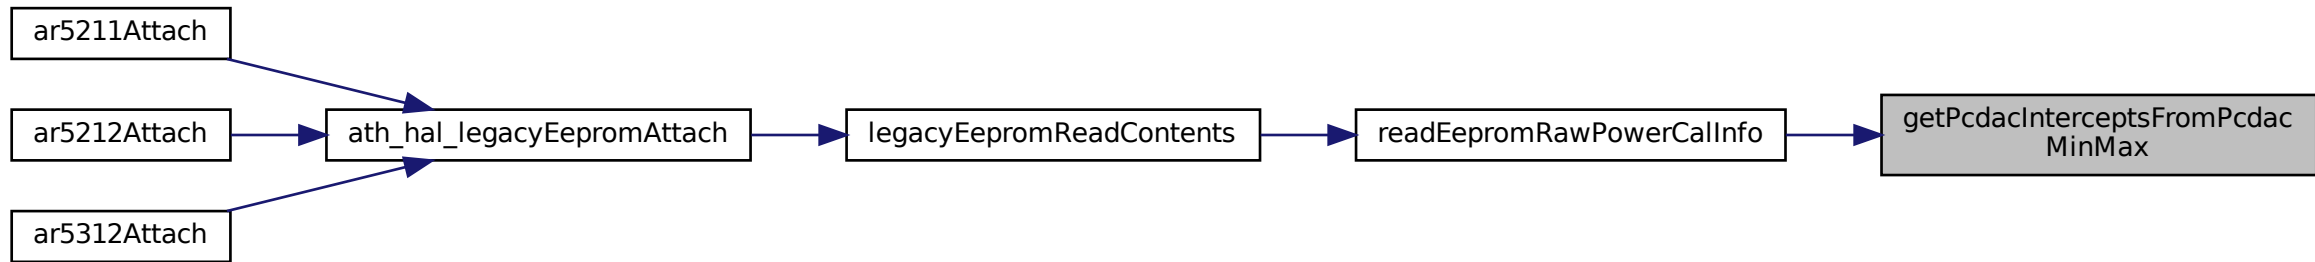 ar5211Attach
ar5212Attach
ar5312Attach
ath_hal_legacyEepromAttach
legacyEepromReadContents
readEepromRawPowerCalInfo
getPcdacInterceptsFromPcdac
MinMax